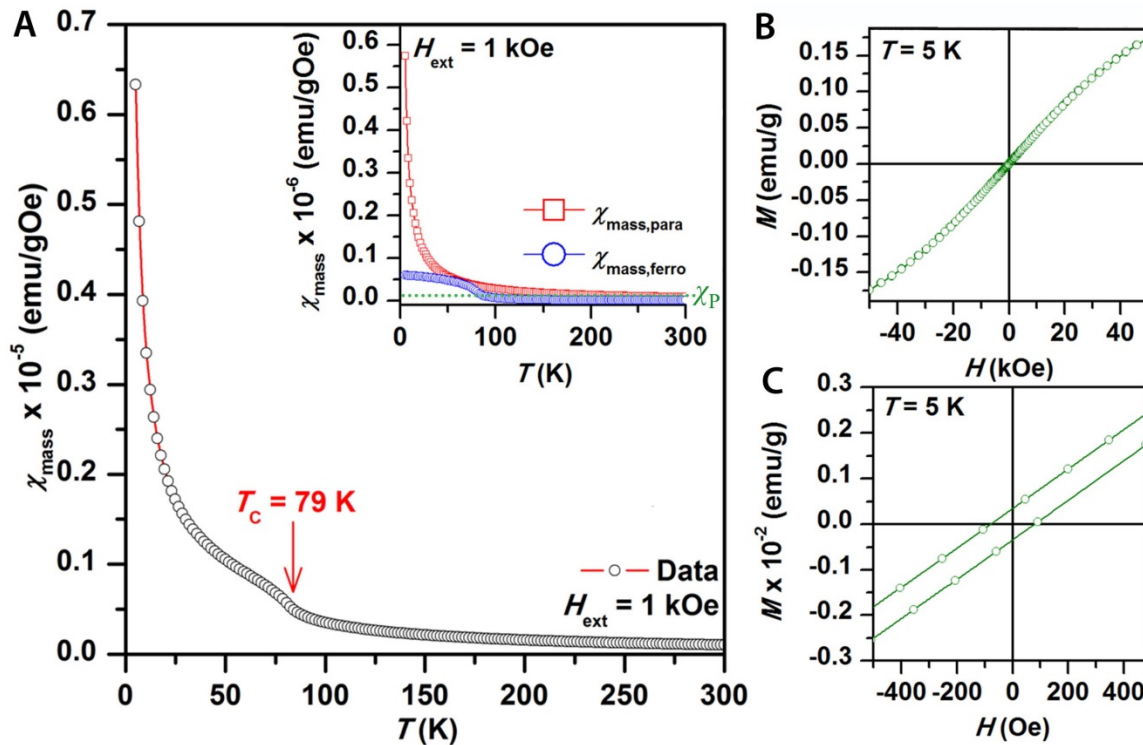 A
χmass x 10-5 (emu/gOe)
0.7
0.6
0.5
0.4
0.3
0.2
0.1
0.0
0 50 100 150 200 250 300
T (K)
TC = 79 K
Data
Hext = 1 kOe
Hext = 1 kOe
χmass x 10-6 (emu/gOe)
0.6
0.5
0.4
0.3
0.2
0.1
0.0
χmass,para
χmass,ferro
χP
0 100 200 300
T (K)
B
T = 5 K
M (emu/g)
0.15
0.10
0.05
0.00
-0.05
-0.10
-0.15
-40 -20 0 20 40
H (kOe)
C
T = 5 K
M x 10-2 (emu/g)
0.3
0.2
0.1
0.0
-0.1
-0.2
-0.3
-400 -200 0 200 400
H (Oe)